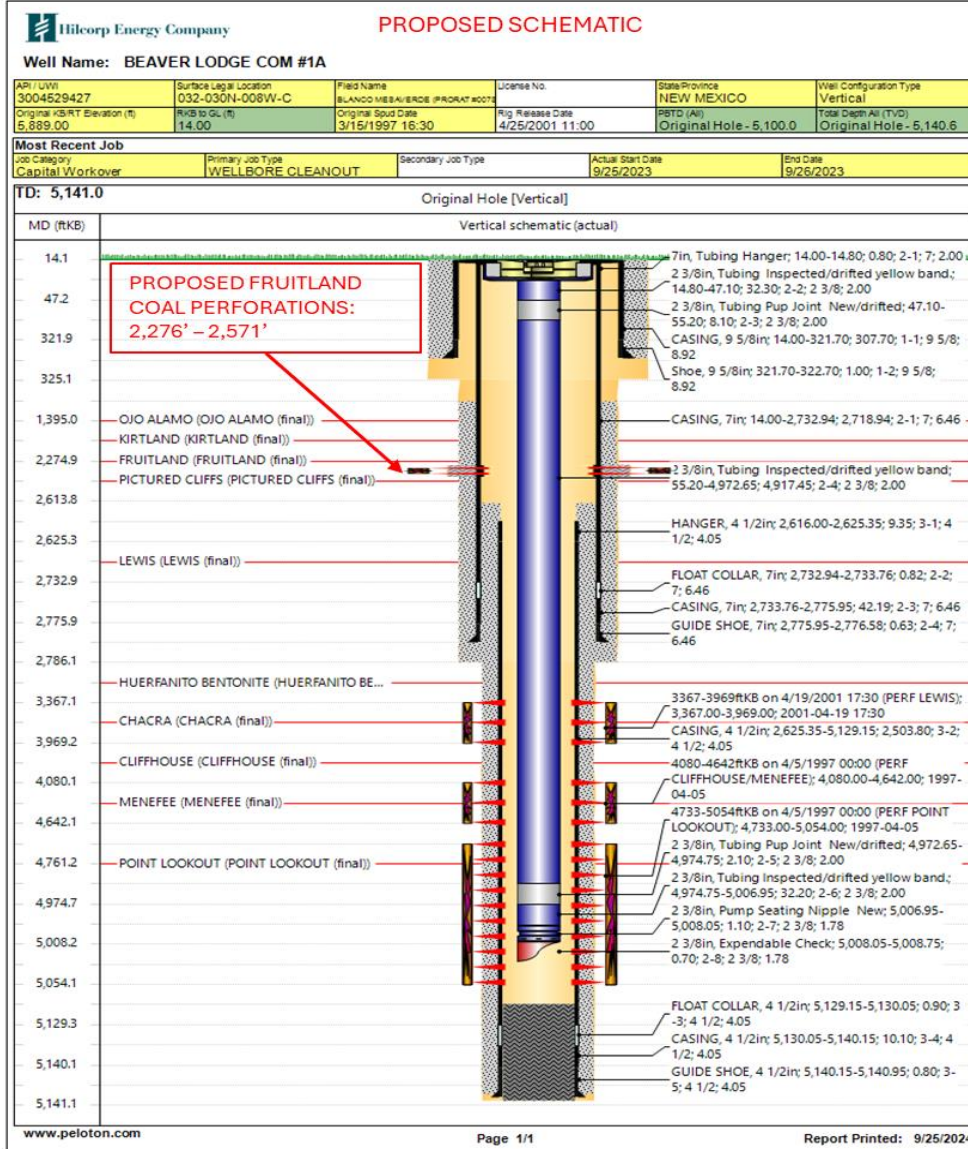 Hilcorp Energy Company
PROPOSED SCHEMATIC
Well Name: BEAVER LODGE COM #1A
API / UWI
3004529427
Surface Legal Location
032-030N-008W-C
Field Name
BLANCO MESAVERDE (PRORAT #0078
License No.
State/Province
NEW MEXICO
Well Configuration Type
Vertical
Original KB/RT Elevation (ft)
5,889.00
RKB to GL (ft)
14.00
Original Spud Date
3/15/1997 16:30
Rig Release Date
4/25/2001 11:00
PBTD (All)
Original Hole - 5,100.0
Total Depth All (TVD)
Original Hole - 5,140.6
Most Recent Job
Job Category
Capital Workover
Primary Job Type
WELLBORE CLEANOUT
Secondary Job Type
Actual Start Date
9/25/2023
End Date
9/26/2023
TD: 5,141.0
Original Hole [Vertical]
MD (ftKB)
Vertical schematic (actual)
14.1
47.2
321.9
325.1
1,395.0
2,274.9
2,613.8
2,625.3
2,732.9
2,775.9
2,786.1
3,367.1
3,969.2
4,080.1
4,642.1
4,761.2
4,974.7
5,008.2
5,054.1
5,129.3
5,140.1
5,141.1
PROPOSED FRUITLAND
COAL PERFORATIONS:
2,276’ – 2,571’
OJO ALAMO (OJO ALAMO (final))
KIRTLAND (KIRTLAND (final))
FRUITLAND (FRUITLAND (final))
PICTURED CLIFFS (PICTURED CLIFFS (final))
LEWIS (LEWIS (final))
HUERFANITO BENTONITE (HUERFANITO BE...
CHACRA (CHACRA (final))
CLIFFHOUSE (CLIFFHOUSE (final))
MENEFEE (MENEFEE (final))
POINT LOOKOUT (POINT LOOKOUT (final))
7in, Tubing Hanger; 14.00-14.80; 0.80; 2-1; 7; 2.00
2 3/8in, Tubing Inspected/drifted yellow band.;
14.80-47.10; 32.30; 2-2; 2 3/8; 2.00
2 3/8in, Tubing Pup Joint New/drifted; 47.10-
55.20; 8.10; 2-3; 2 3/8; 2.00
CASING, 9 5/8in; 14.00-321.70; 307.70; 1-1; 9 5/8;
8.92
Shoe, 9 5/8in; 321.70-322.70; 1.00; 1-2; 9 5/8;
8.92
CASING, 7in; 14.00-2,732.94; 2,718.94; 2-1; 7; 6.46
2 3/8in, Tubing Inspected/drifted yellow band;
55.20-4,972.65; 4,917.45; 2-4; 2 3/8; 2.00
HANGER, 4 1/2in; 2,616.00-2,625.35; 9.35; 3-1; 4
1/2; 4.05
FLOAT COLLAR, 7in; 2,732.94-2,733.76; 0.82; 2-2;
7; 6.46
CASING, 7in; 2,733.76-2,775.95; 42.19; 2-3; 7; 6.46
GUIDE SHOE, 7in; 2,775.95-2,776.58; 0.63; 2-4; 7;
6.46
3367-3969ftKB on 4/19/2001 17:30 (PERF LEWIS);
3,367.00-3,969.00; 2001-04-19 17:30
CASING, 4 1/2in; 2,625.35-5,129.15; 2,503.80; 3-2;
4 1/2; 4.05
4080-4642ftKB on 4/5/1997 00:00 (PERF
CLIFFHOUSE/MENEFEE); 4,080.00-4,642.00; 1997-
04-05
4733-5054ftKB on 4/5/1997 00:00 (PERF POINT
LOOKOUT); 4,733.00-5,054.00; 1997-04-05
2 3/8in, Tubing Pup Joint New/drifted; 4,972.65-
4,974.75; 2.10; 2-5; 2 3/8; 2.00
2 3/8in, Tubing Inspected/drifted yellow band.;
4,974.75-5,006.95; 32.20; 2-6; 2 3/8; 2.00
2 3/8in, Pump Seating Nipple New; 5,006.95-
5,008.05; 1.10; 2-7; 2 3/8; 1.78
2 3/8in, Expendable Check; 5,008.05-5,008.75;
0.70; 2-8; 2 3/8; 1.78
FLOAT COLLAR, 4 1/2in; 5,129.15-5,130.05; 0.90; 3
-3; 4 1/2; 4.05
CASING, 4 1/2in; 5,130.05-5,140.15; 10.10; 3-4; 4
1/2; 4.05
GUIDE SHOE, 4 1/2in; 5,140.15-5,140.95; 0.80; 3-
5; 4 1/2; 4.05
www.peloton.com
Page 1/1
Report Printed: 9/25/2024